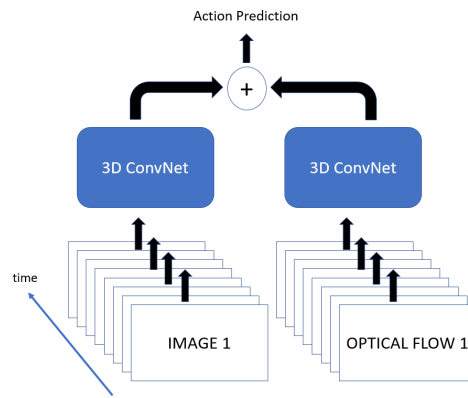 Action Prediction
+
3D ConvNet
3D ConvNet
time
IMAGE 1
OPTICAL FLOW 1